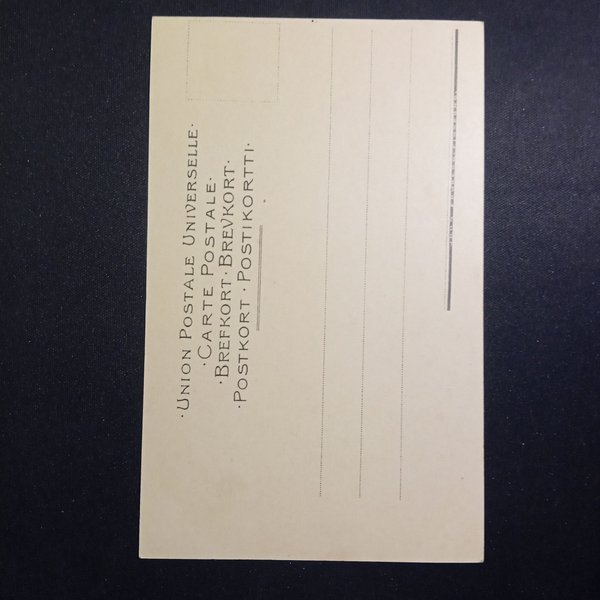 ·UNION POSTALE UNIVERSELLE·
·CARTE POSTALE·
·BREFKORT·BREVKORT·
·POSTKORT·POSTIKORTTI·